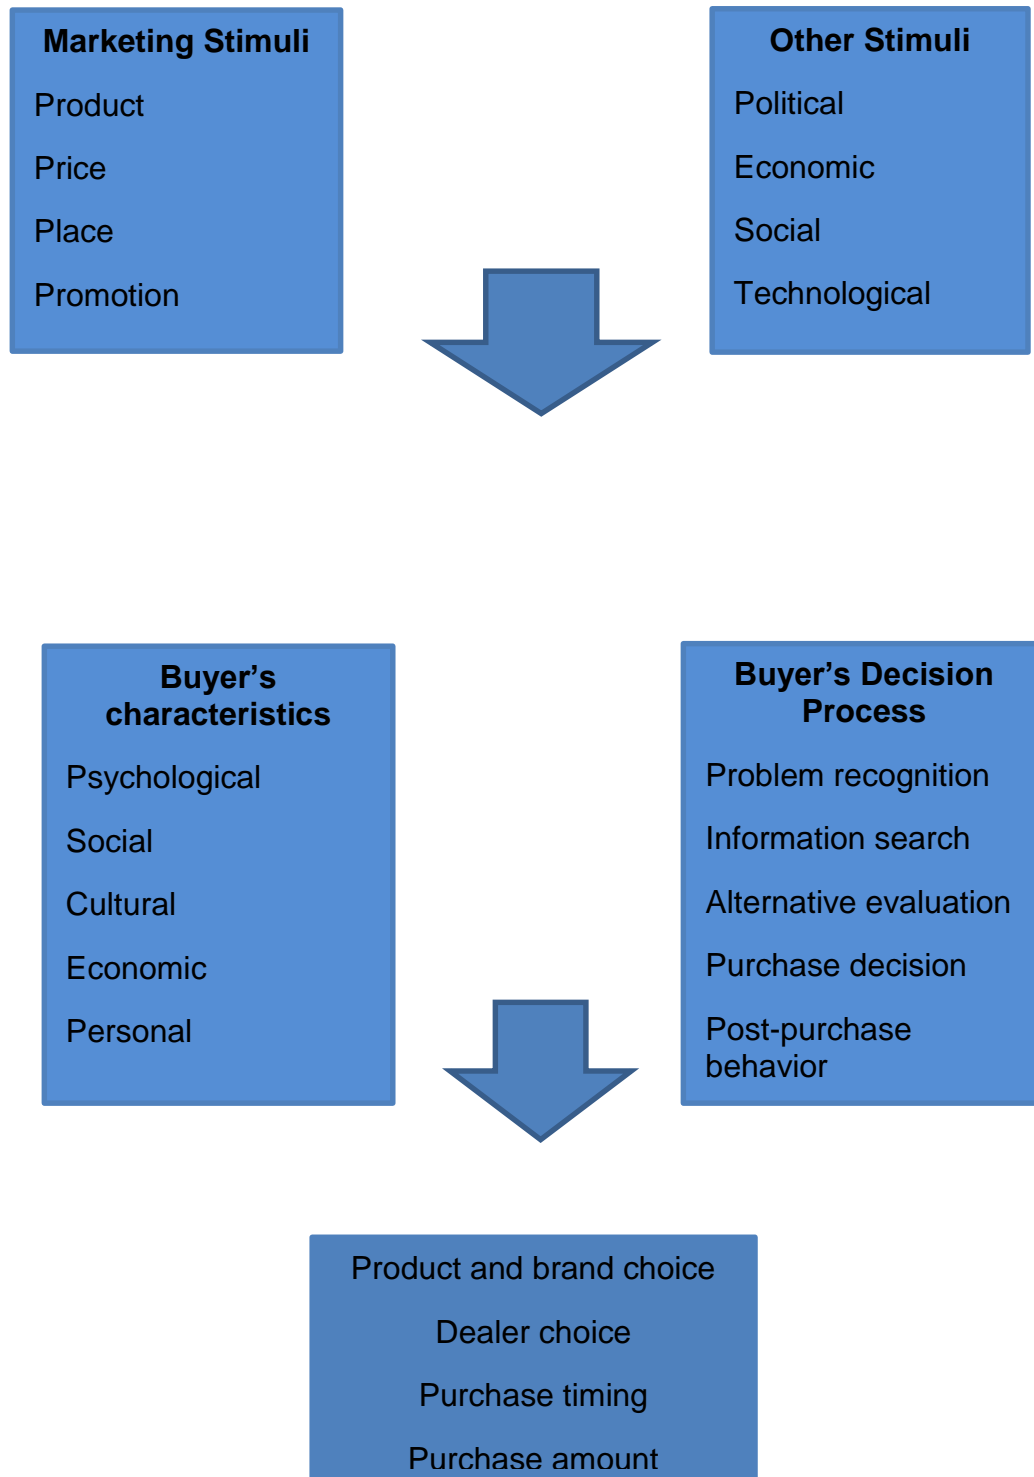 Marketing Stimuli
Product
Price
Place
Promotion
Other Stimuli
Political
Economic
Social
Technological
Buyer’s
characteristics
Psychological
Social
Cultural
Economic
Personal
Buyer’s Decision
Process
Problem recognition
Information search
Alternative evaluation
Purchase decision
Post-purchase
behavior
Product and brand choice
Dealer choice
Purchase timing
Purchase amount